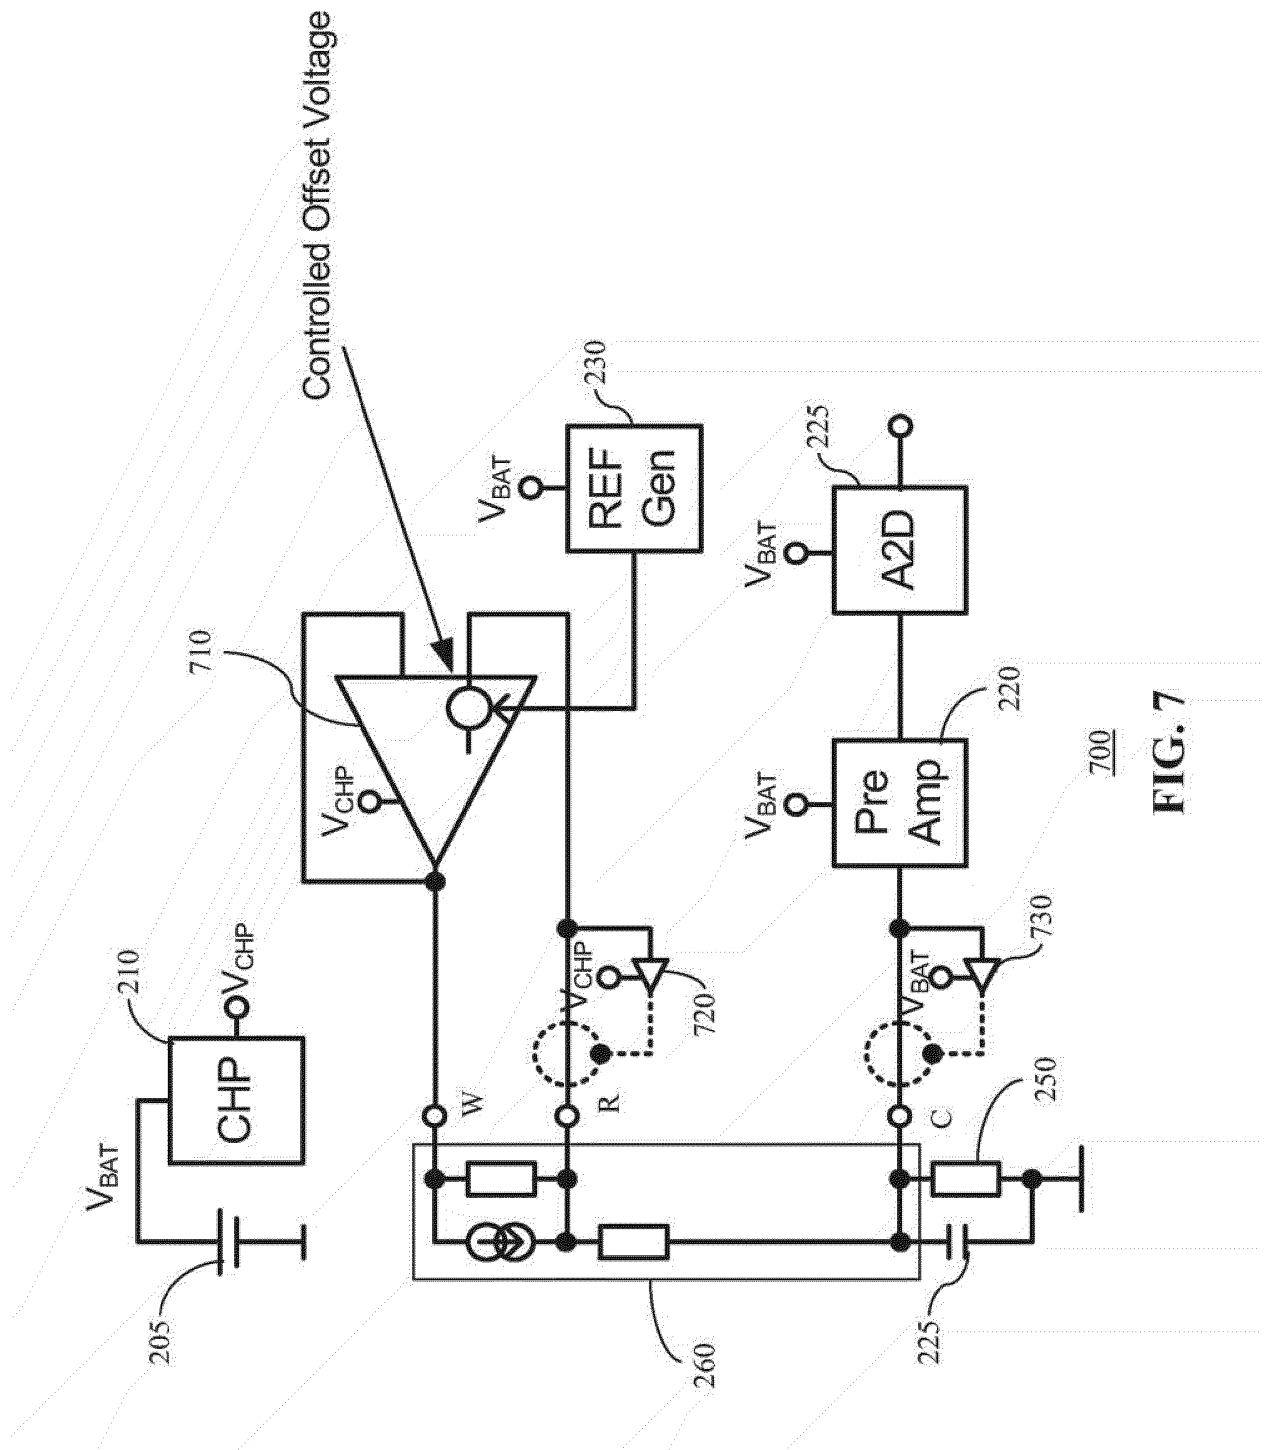 Controlled Offset Voltage
V_BAT
210
CHP
V_CHP
205
710
V_CHP
V_BAT
230
REF
Gen
W
R
V_CHP
720
V_BAT
225
A2D
V_BAT
Pre
Amp
220
V_BAT
730
C
250
260
225
700
FIG. 7